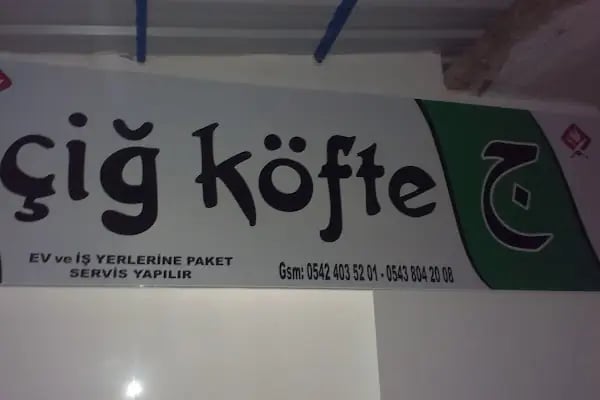 çiğ köfte
ج
EV ve İŞ YERLERİNE PAKET
SERVİS YAPILIR
Gsm: 0542 403 52 01 - 0543 804 20 08